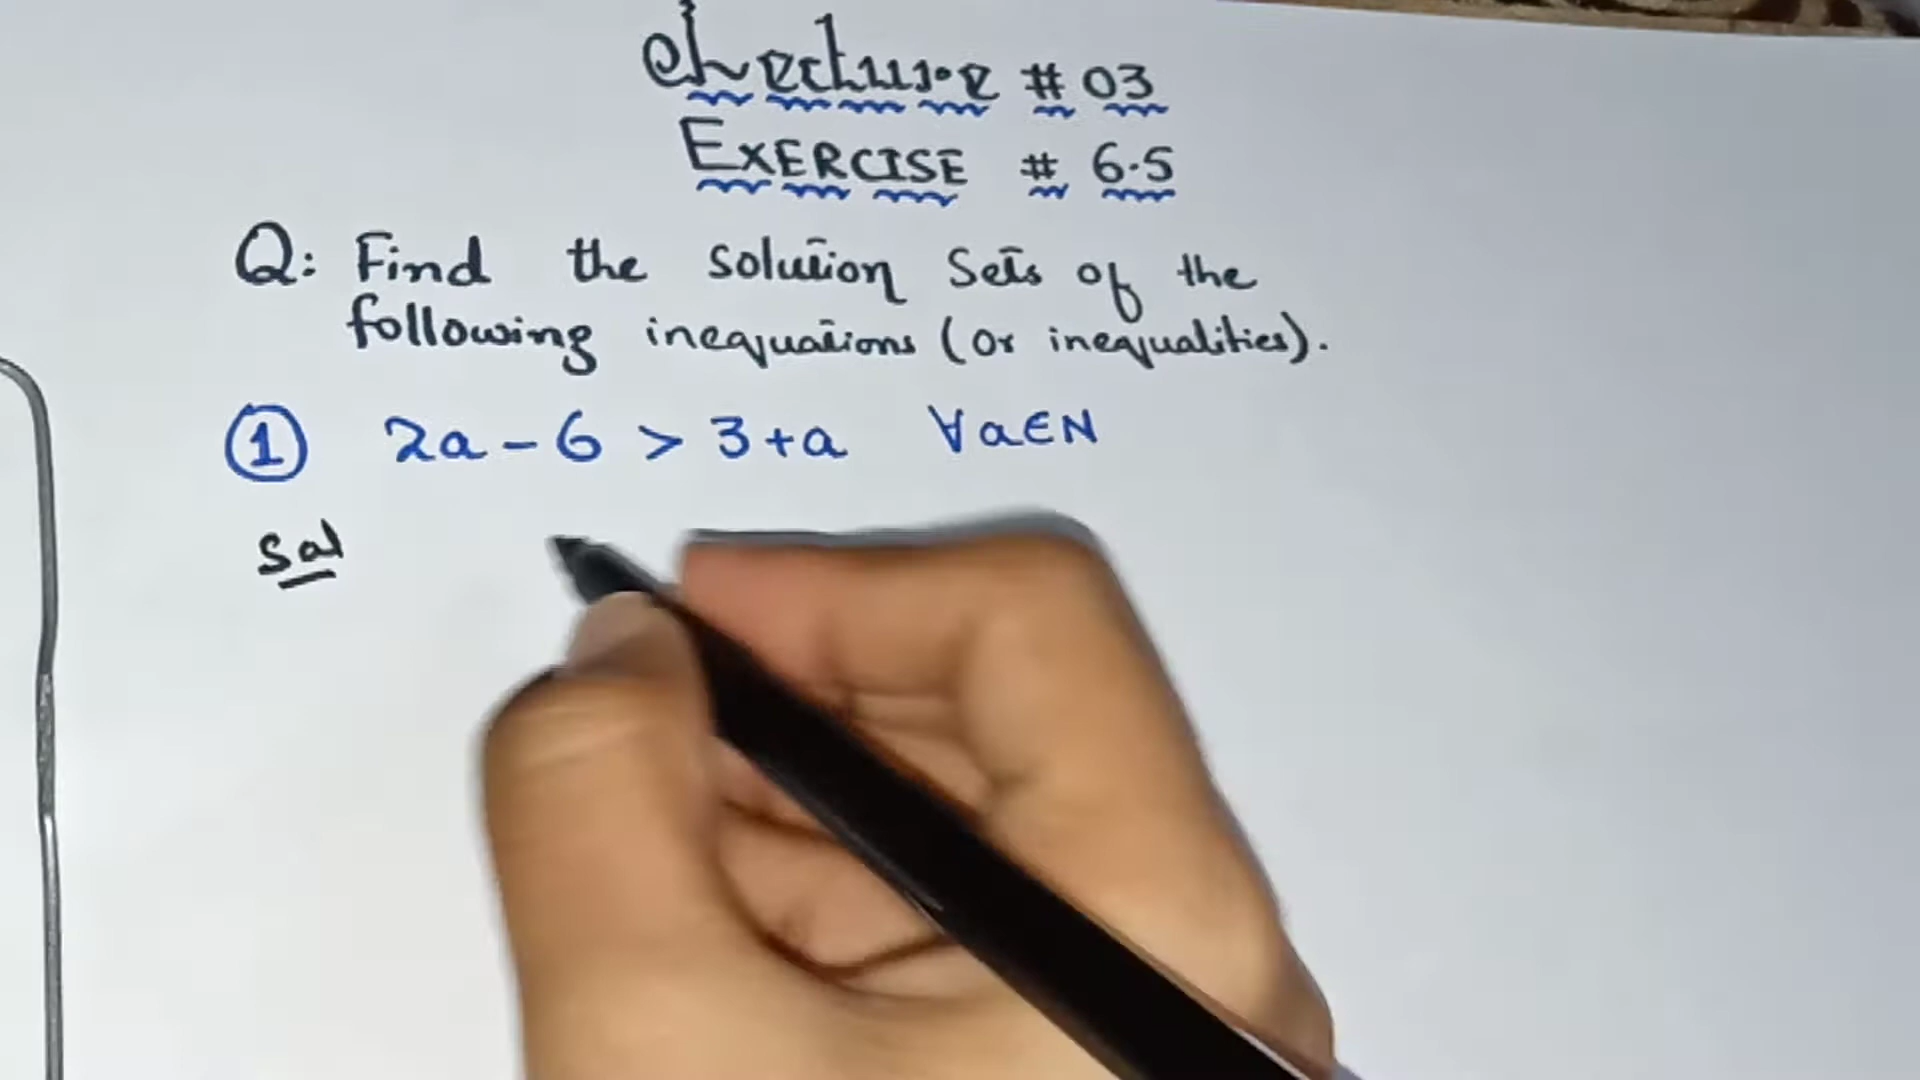 Lecture # 03
EXERCISE # 6.5
Q: Find the solution Sets of the
following inequations (Or inequalities).
① 2a - 6 > 3 + a ∀ a ∈ N
Sol